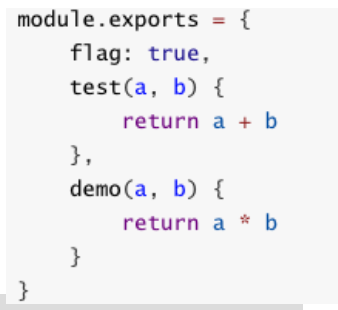 module.exports = {
    flag: true,
    test(a, b) {
        return a + b
    },
    demo(a, b) {
        return a * b
    }
}